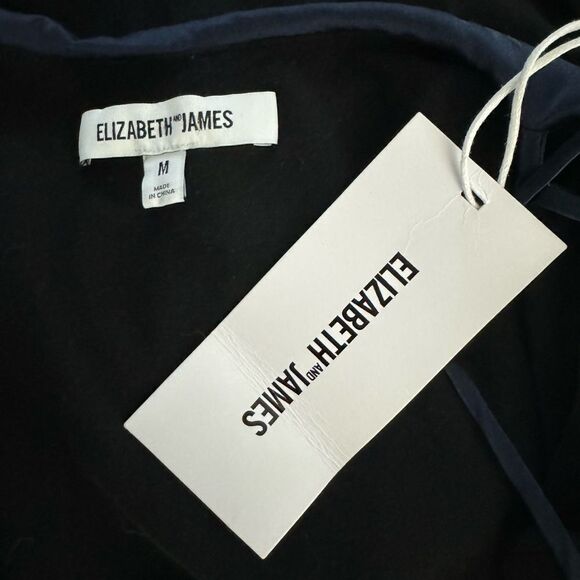 ELIZABETH AND JAMES
M
MADE
IN CHINA
ELIZABETH AND JAMES